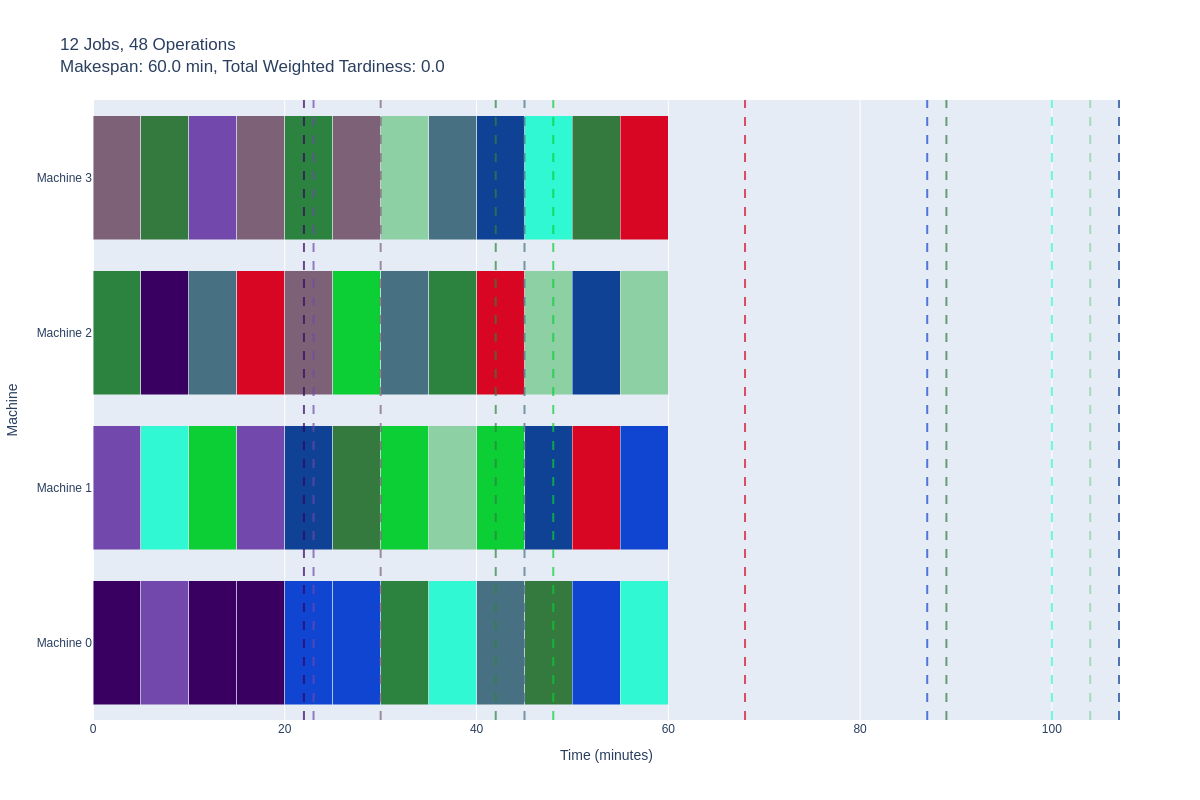 12 Jobs, 48 Operations
Makespan: 60.0 min, Total Weighted Tardiness: 0.0
Machine 3
Machine 2
Machine 1
Machine 0
Machine
0 20 40 60 80 100
Time (minutes)